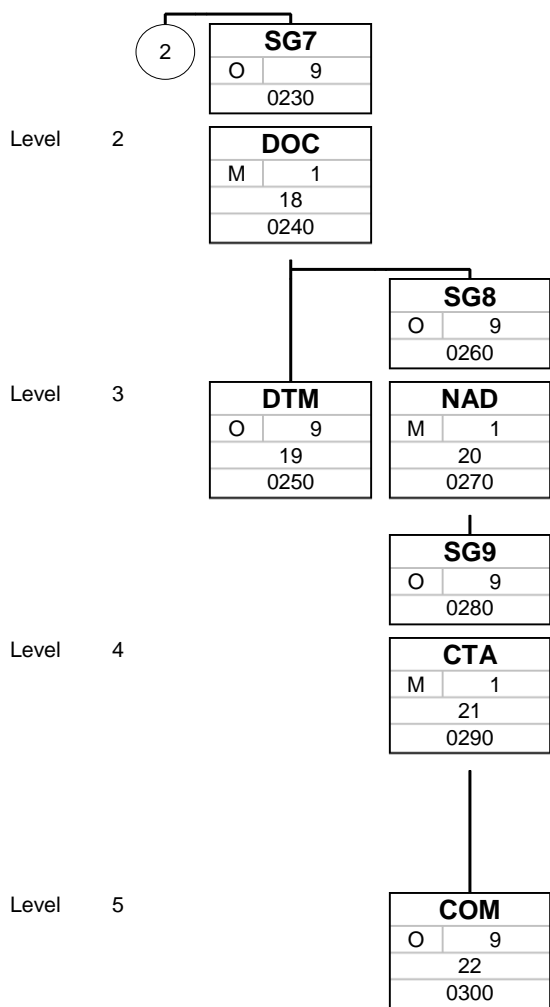 2
SG7
O 9
0230
Level 2
DOC
M 1
18
0240
SG8
O 9
0260
Level 3
DTM
O 9
19
0250
NAD
M 1
20
0270
SG9
O 9
0280
Level 4
CTA
M 1
21
0290
Level 5
COM
O 9
22
0300